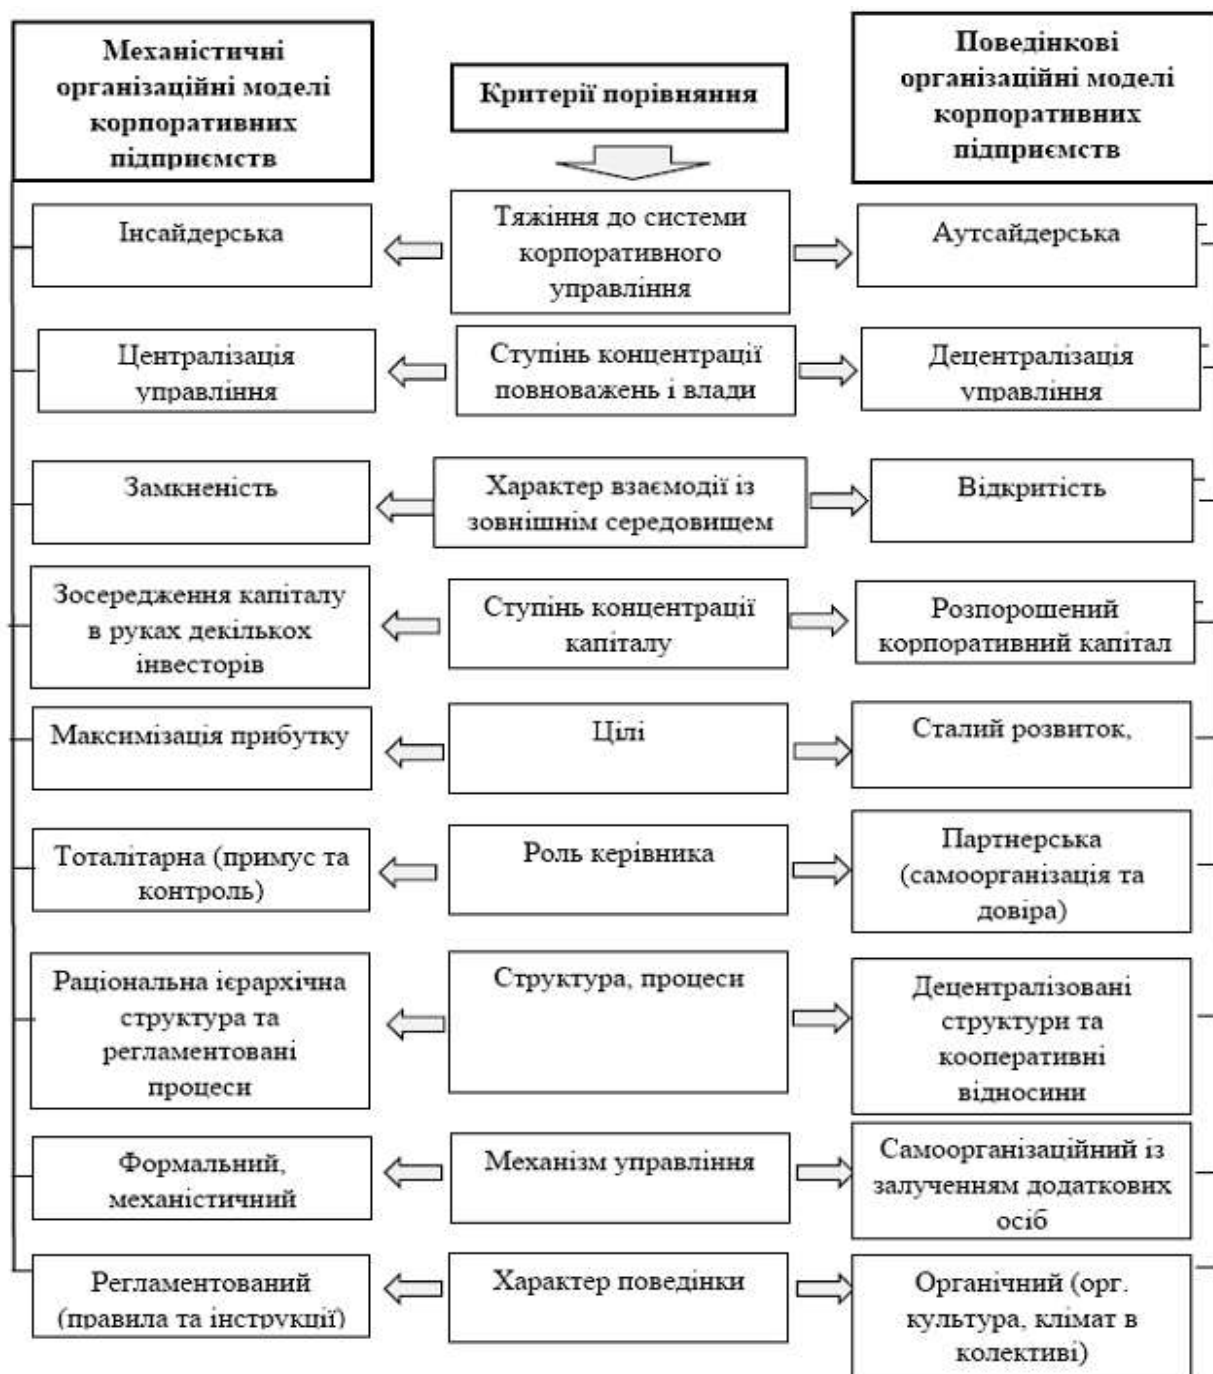 Механістичні
організаційні моделі
корпоративних
підприємств
Критерії порівняння
Поведінкові
організаційні моделі
корпоративних
підприємств
Інсайдерська
Тяжіння до системи
корпоративного
управління
Аутсайдерська
Централізація
управління
Ступінь концентрації
повноважень і влади
Децентралізація
управління
Замкненість
Характер взаємодії із
зовнішнім середовищем
Відкритість
Зосередження капіталу
в руках декількох
інвесторів
Ступінь концентрації
капіталу
Розпорошений
корпоративний капітал
Максимізація прибутку
Цілі
Сталий розвиток,
Тоталітарна (примус та
контроль)
Роль керівника
Партнерська
(самоорганізація та
довіра)
Раціональна ієрархічна
структура та
регламентовані
процеси
Структура, процеси
Децентралізовані
структури та
кооперативні
відносини
Формальний,
механістичний
Механізм управління
Самоорганізаційний із
залученням додаткових
осіб
Регламентований
(правила та інструкції)
Характер поведінки
Органічний (орг.
культура, клімат в
колективі)